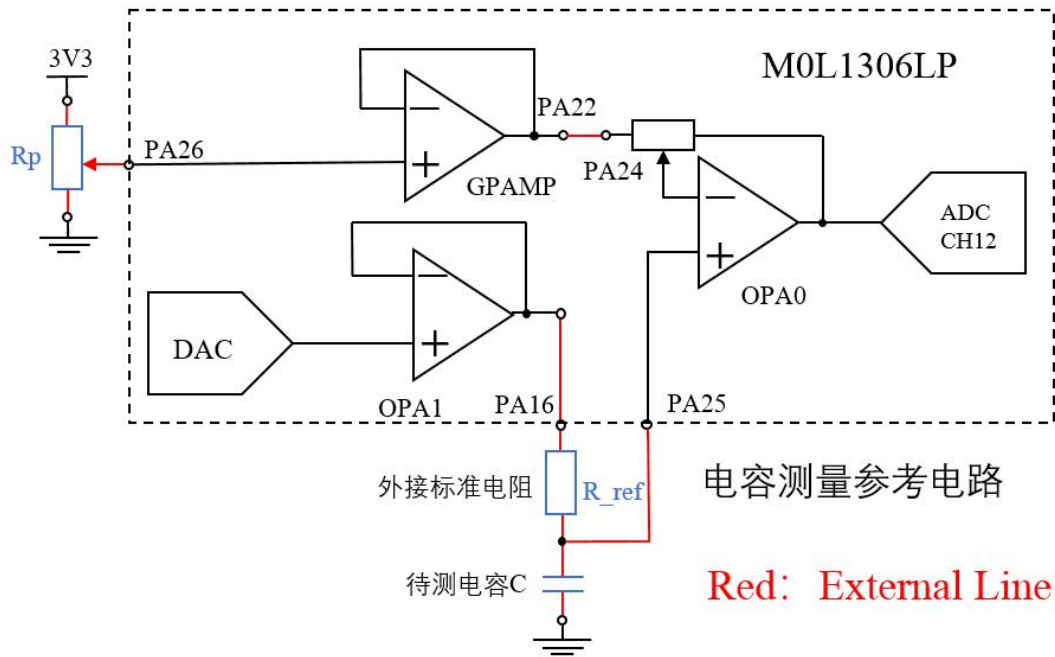 M0L1306LP
3V3
Rp
PA26
GPAMP
PA22
PA24
OPA0
ADC
CH12
DAC
OPA1
PA16
PA25
外接标准电阻
R_ref
待测电容C
电容测量参考电路
Red: External Line